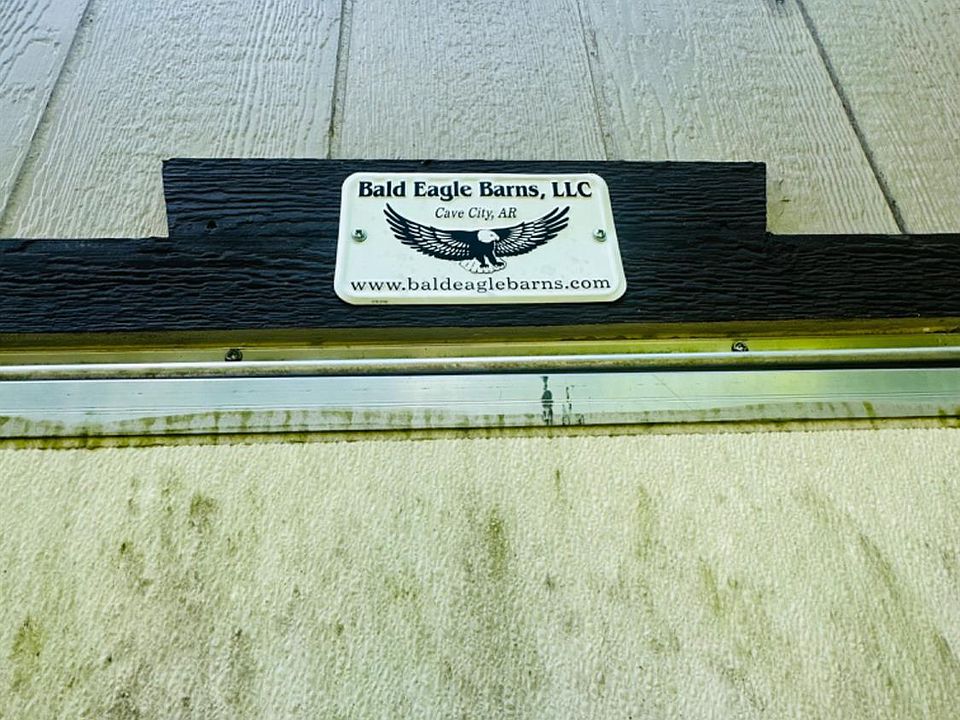 Bald Eagle Barns, LLC
Cave City, AR
www.baldeaglebarns.com